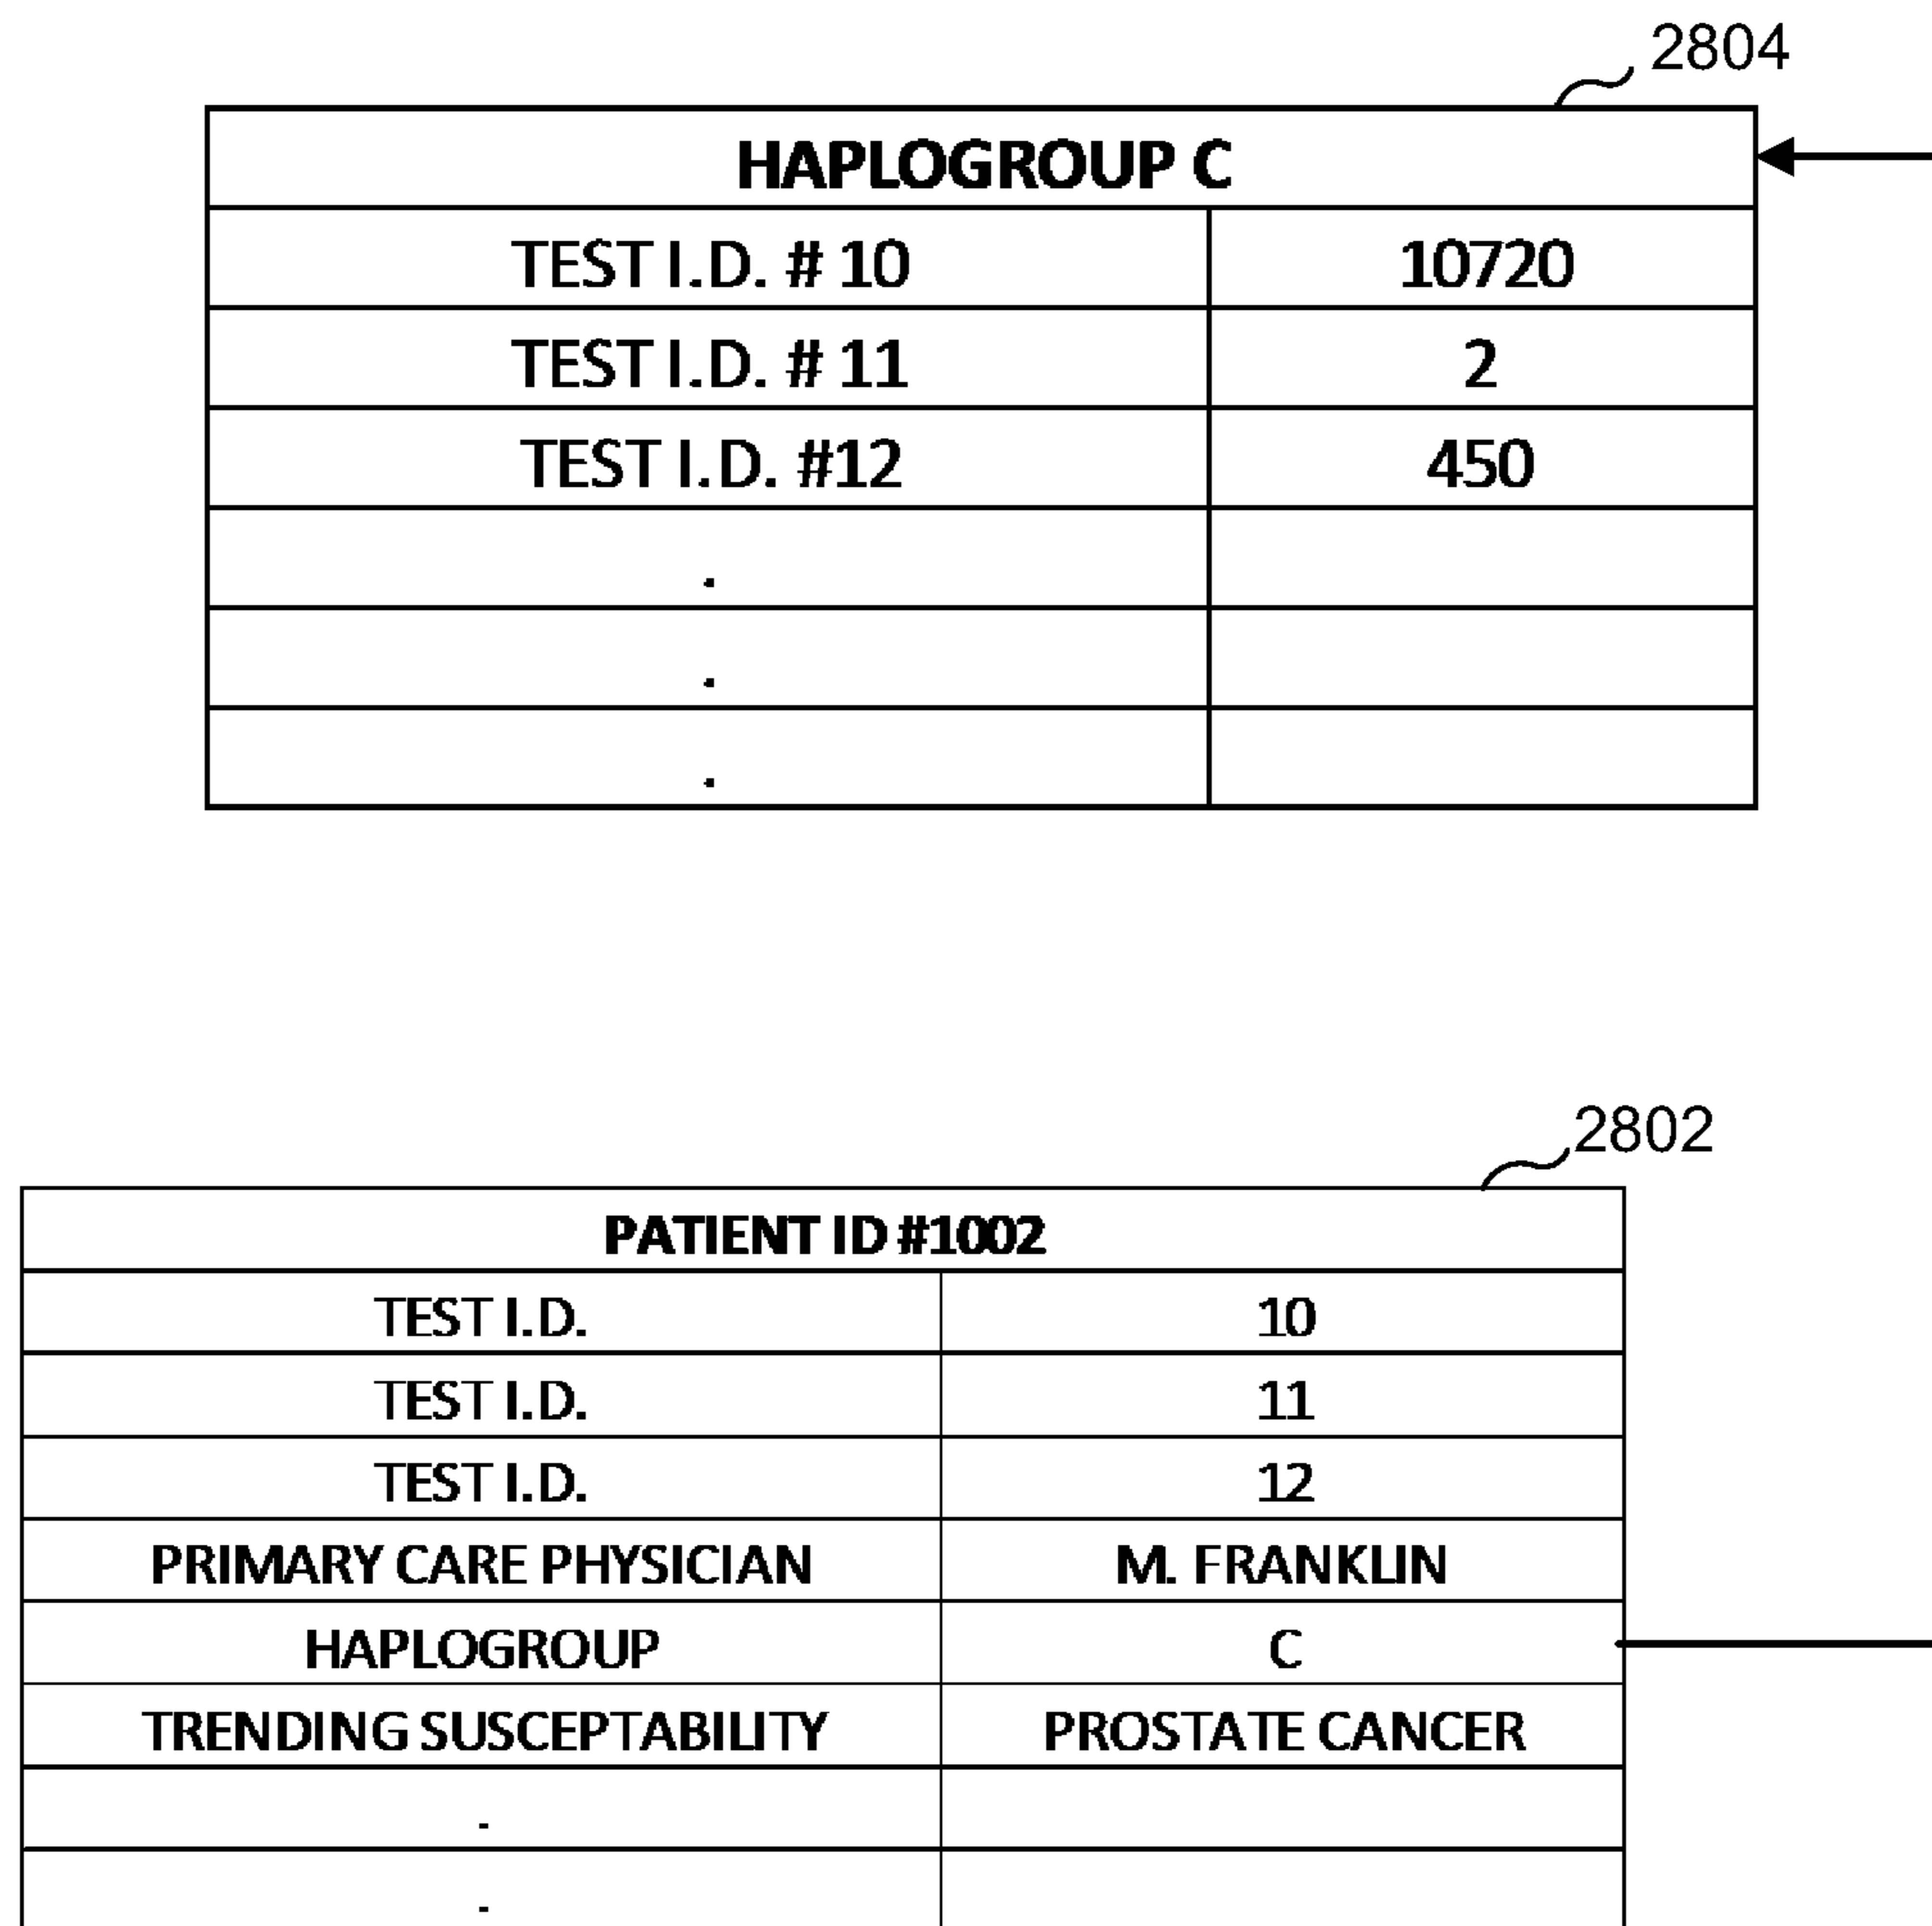 2804
HAPLOGROUP C
TEST I.D. # 10 10720
TEST I.D. # 11 2
TEST I.D. #12 450
.
.
.
2802
PATIENT ID #1002
TEST I.D. 10
TEST I.D. 11
TEST I.D. 12
PRIMARY CARE PHYSICIAN M. FRANKLIN
HAPLOGROUP C
TRENDING SUSCEPTABILITY PROSTATE CANCER
.
.